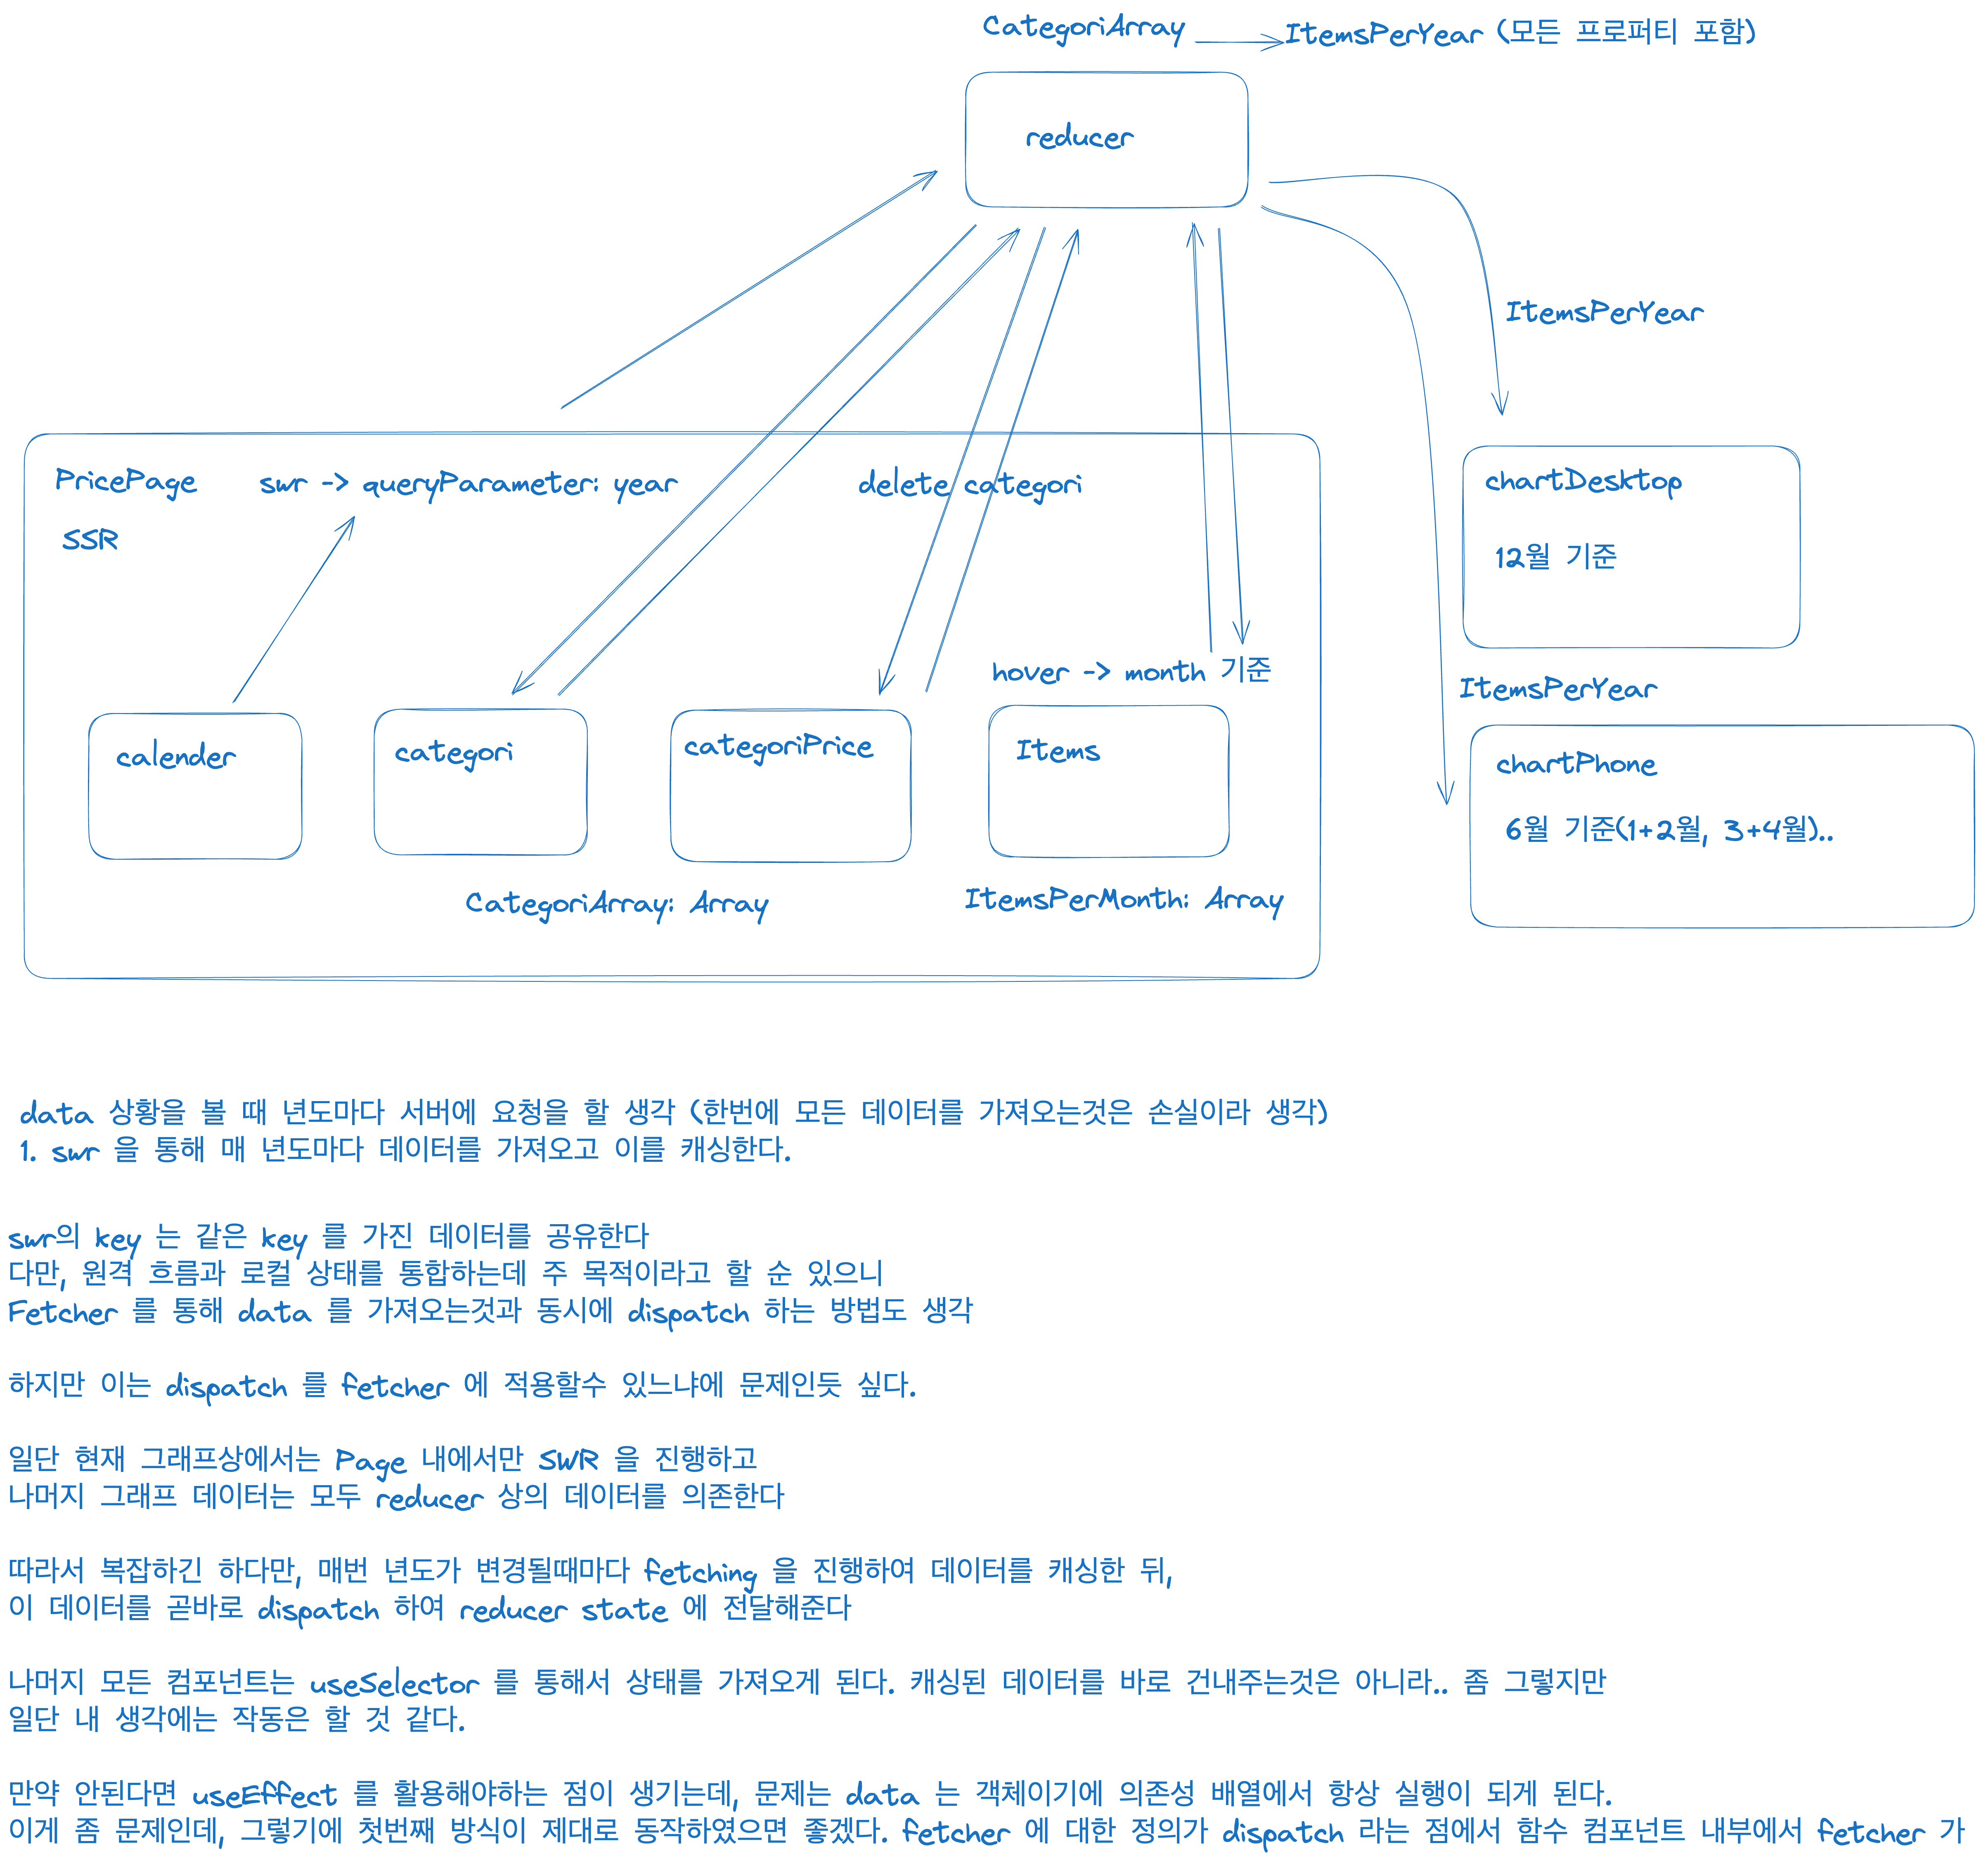 CategoriArray
ItemsPerYear (모든 프로퍼티 포함)
reducer
ItemsPerYear
PricePage
swr -> queryParameter: year
delete categori
SSR
chartDesktop
12월 기준
hover -> month 기준
ItemsPerYear
calender
categori
categoriPrice
Items
chartPhone
6월 기준(1+2월, 3+4월)..
CategoriArray: Array
ItemsPerMonth: Array
data 상황을 볼 때 년도마다 서버에 요청을 할 생각 (한번에 모든 데이터를 가져오는것은 손실이라 생각)
1. swr 을 통해 매 년도마다 데이터를 가져오고 이를 캐싱한다.
swr의 key 는 같은 key 를 가진 데이터를 공유한다
다만, 원격 흐름과 로컬 상태를 통합하는데 주 목적이라고 할 순 있으니
Fetcher 를 통해 data 를 가져오는것과 동시에 dispatch 하는 방법도 생각
하지만 이는 dispatch 를 fetcher 에 적용할수 있느냐에 문제인듯 싶다.
일단 현재 그래프상에서는 Page 내에서만 SWR 을 진행하고
나머지 그래프 데이터는 모두 reducer 상의 데이터를 의존한다
따라서 복잡하긴 하다만, 매번 년도가 변경될때마다 fetching 을 진행하여 데이터를 캐싱한 뒤,
이 데이터를 곧바로 dispatch 하여 reducer state 에 전달해준다
나머지 모든 컴포넌트는 useSelector 를 통해서 상태를 가져오게 된다. 캐싱된 데이터를 바로 건내주는것은 아니라.. 좀 그렇지만
일단 내 생각에는 작동은 할 것 같다.
만약 안된다면 useEffect 를 활용해야하는 점이 생기는데, 문제는 data 는 객체이기에 의존성 배열에서 항상 실행이 되게 된다.
이게 좀 문제인데, 그렇기에 첫번째 방식이 제대로 동작하였으면 좋겠다. fetcher 에 대한 정의가 dispatch 라는 점에서 함수 컴포넌트 내부에서 fetcher 가